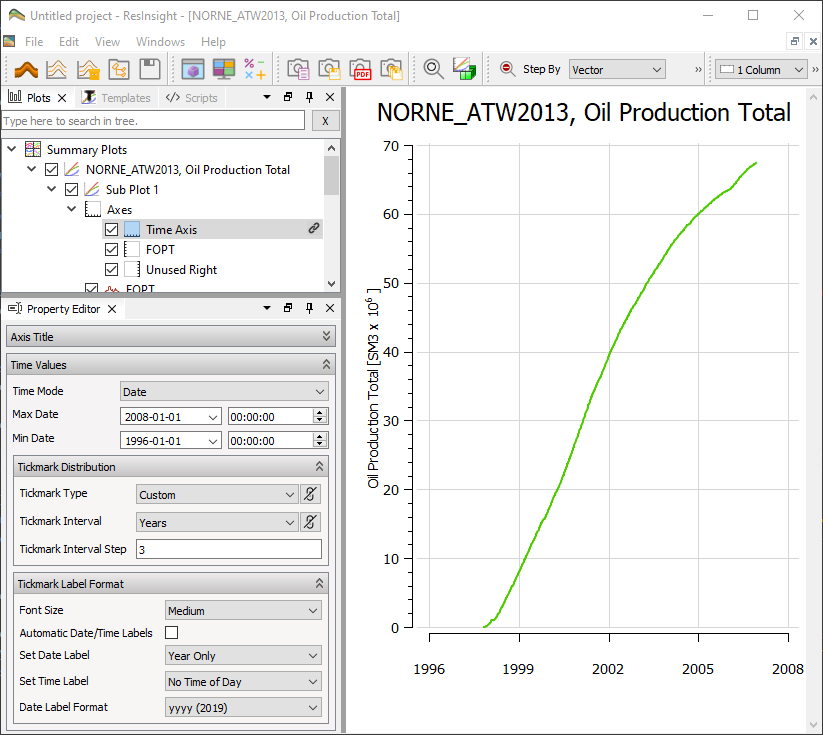 Untitled project - ResInsight - [NORNE_ATW2013, Oil Production Total]
File Edit View Windows Help
PDF Step By Vector » 1 Column »
Plots Templates </> Scripts
Type here to search in tree. X
Summary Plots
NORNE_ATW2013, Oil Production Total
Sub Plot 1
Axes
Time Axis
FOPT
Unused Right
FOPT
Property Editor
Axis Title
Time Values
Time Mode Date
Max Date 2008-01-01 00:00:00
Min Date 1996-01-01 00:00:00
Tickmark Distribution
Tickmark Type Custom
Tickmark Interval Years
Tickmark Interval Step 3
Tickmark Label Format
Font Size Medium
Automatic Date/Time Labels
Set Date Label Year Only
Set Time Label No Time of Day
Date Label Format yyyy (2019)
NORNE_ATW2013, Oil Production Total
Oil Production Total [SM3 x 10⁶ ]
70
60
50
40
30
20
10
0
1996 1999 2002 2005 2008